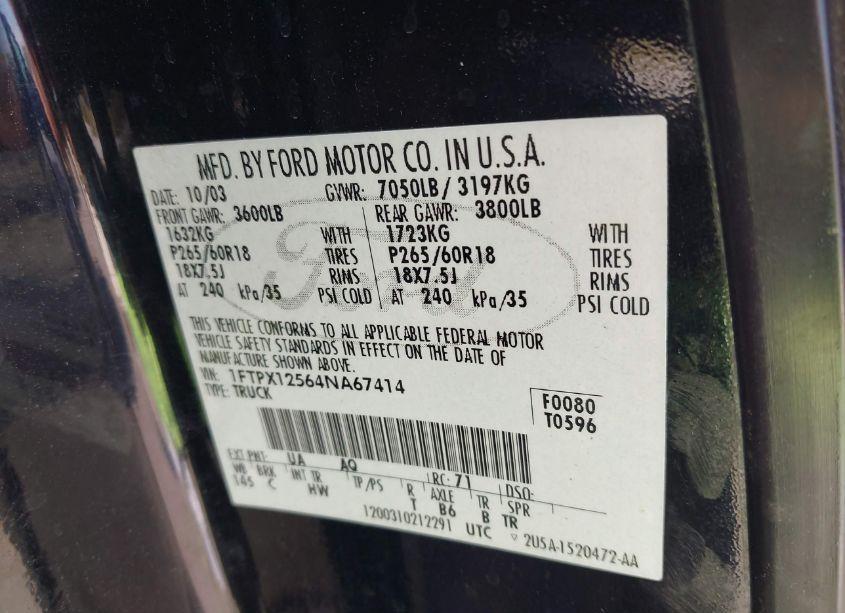 MFD. BY FORD MOTOR CO. IN U.S.A.
DATE: 10/03 GVWR: 7050LB/ 3197KG
FRONT GAWR: 3600LB REAR GAWR: 3800LB
1632KG WITH 1723KG WITH
P265/60R18 TIRES P265/60R18 TIRES
18X7.5J RIMS 18X7.5J RIMS
AT 240 kPa/35 PSI COLD AT 240 kPa/35 PSI COLD
Ford
THIS VEHICLE CONFORMS TO ALL APPLICABLE FEDERAL MOTOR
VEHICLE SAFETY STANDARDS IN EFFECT ON THE DATE OF
MANUFACTURE SHOWN ABOVE.
VIN: 1FTPX12564NA67414
TYPE: TRUCK
F0080
T0596
EXT PNT: UA AQ RC: 71 DSO:
WB BRK INT TR TP/PS R AXLE TR SPR
145 C HW T B6 B TR
1200310212291 UTC ▽ 2U5A-1520472-AA